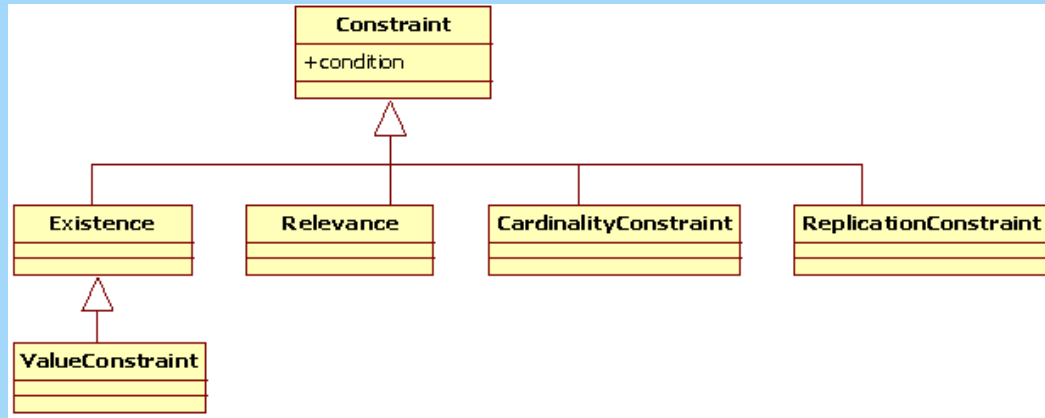 Constraint
+condition
Existence
Relevance
CardinalityConstraint
ReplicationConstraint
ValueConstraint